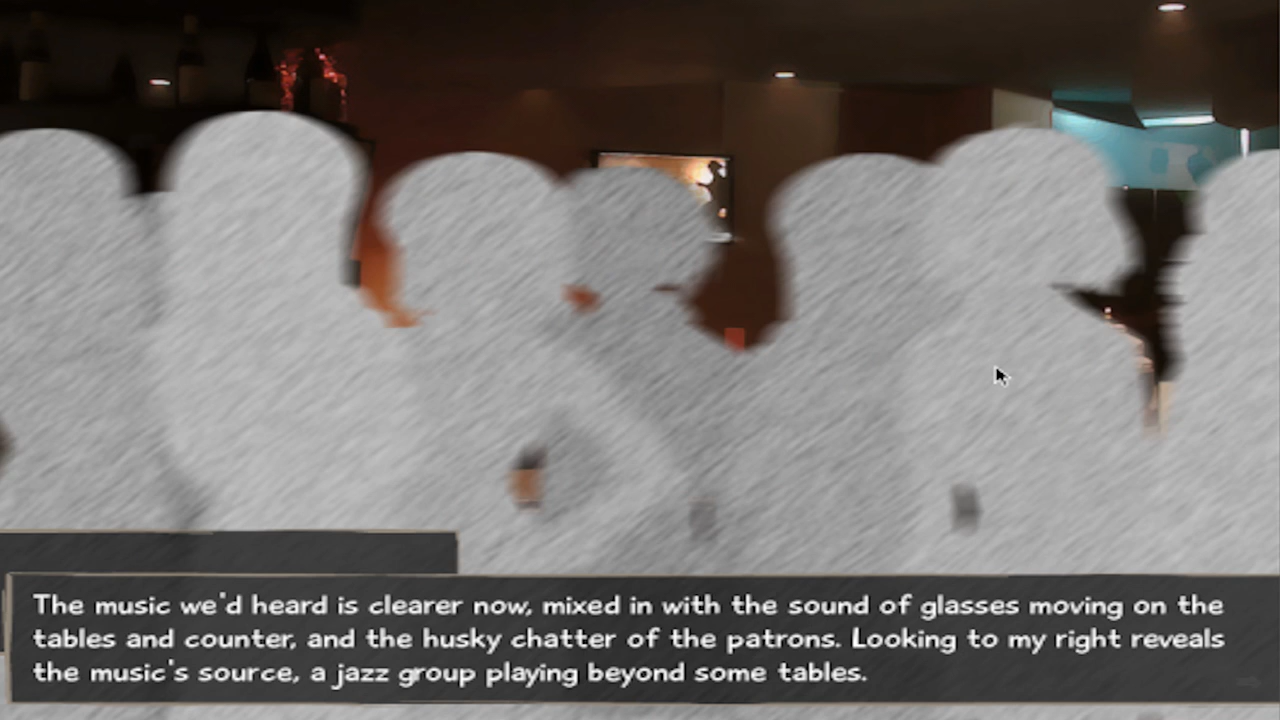 The music we'd heard is clearer now, mixed in with the sound of glasses moving on the
tables and counter, and the husky chatter of the patrons. Looking to my right reveals
the music's source, a jazz group playing beyond some tables.